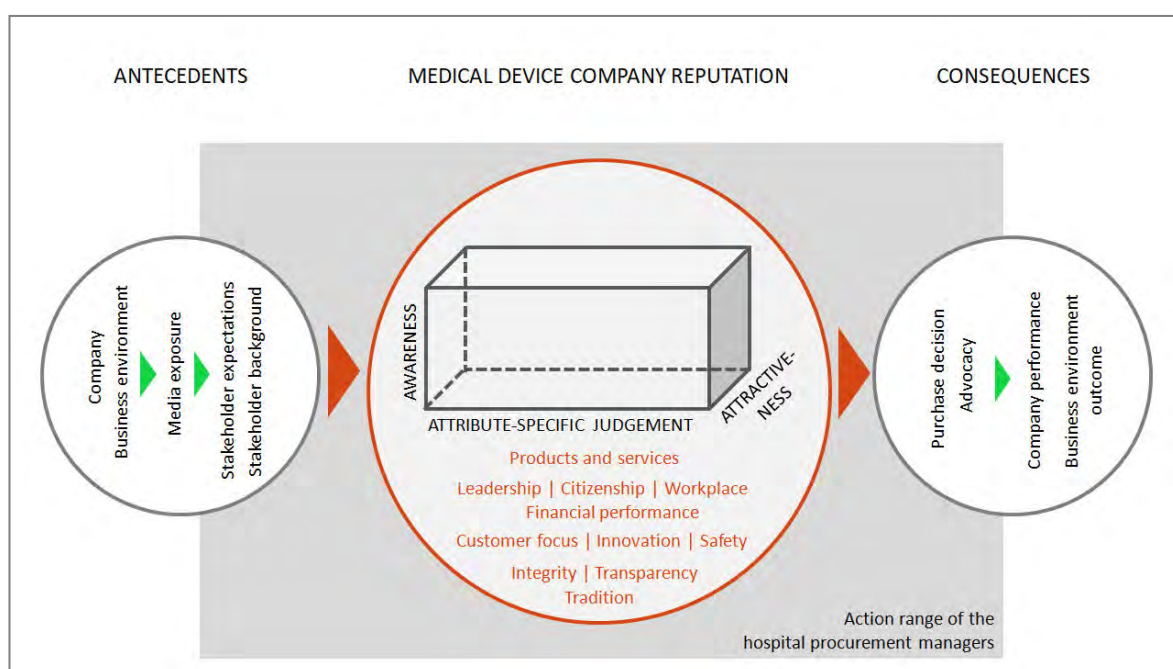 ANTECEDENTS
MEDICAL DEVICE COMPANY REPUTATION
CONSEQUENCES
Company
Business environment
Media exposure
Stakeholder expectations
Stakeholder background
AWARENESS
ATTRIBUTE-SPECIFIC JUDGEMENT
ATTRACTIVE-
NESS
Products and services
Leadership | Citizenship | Workplace
Financial performance
Customer focus | Innovation | Safety
Integrity | Transparency
Tradition
Purchase decision
Advocacy
Company performance
Business environment
outcome
Action range of the
hospital procurement managers